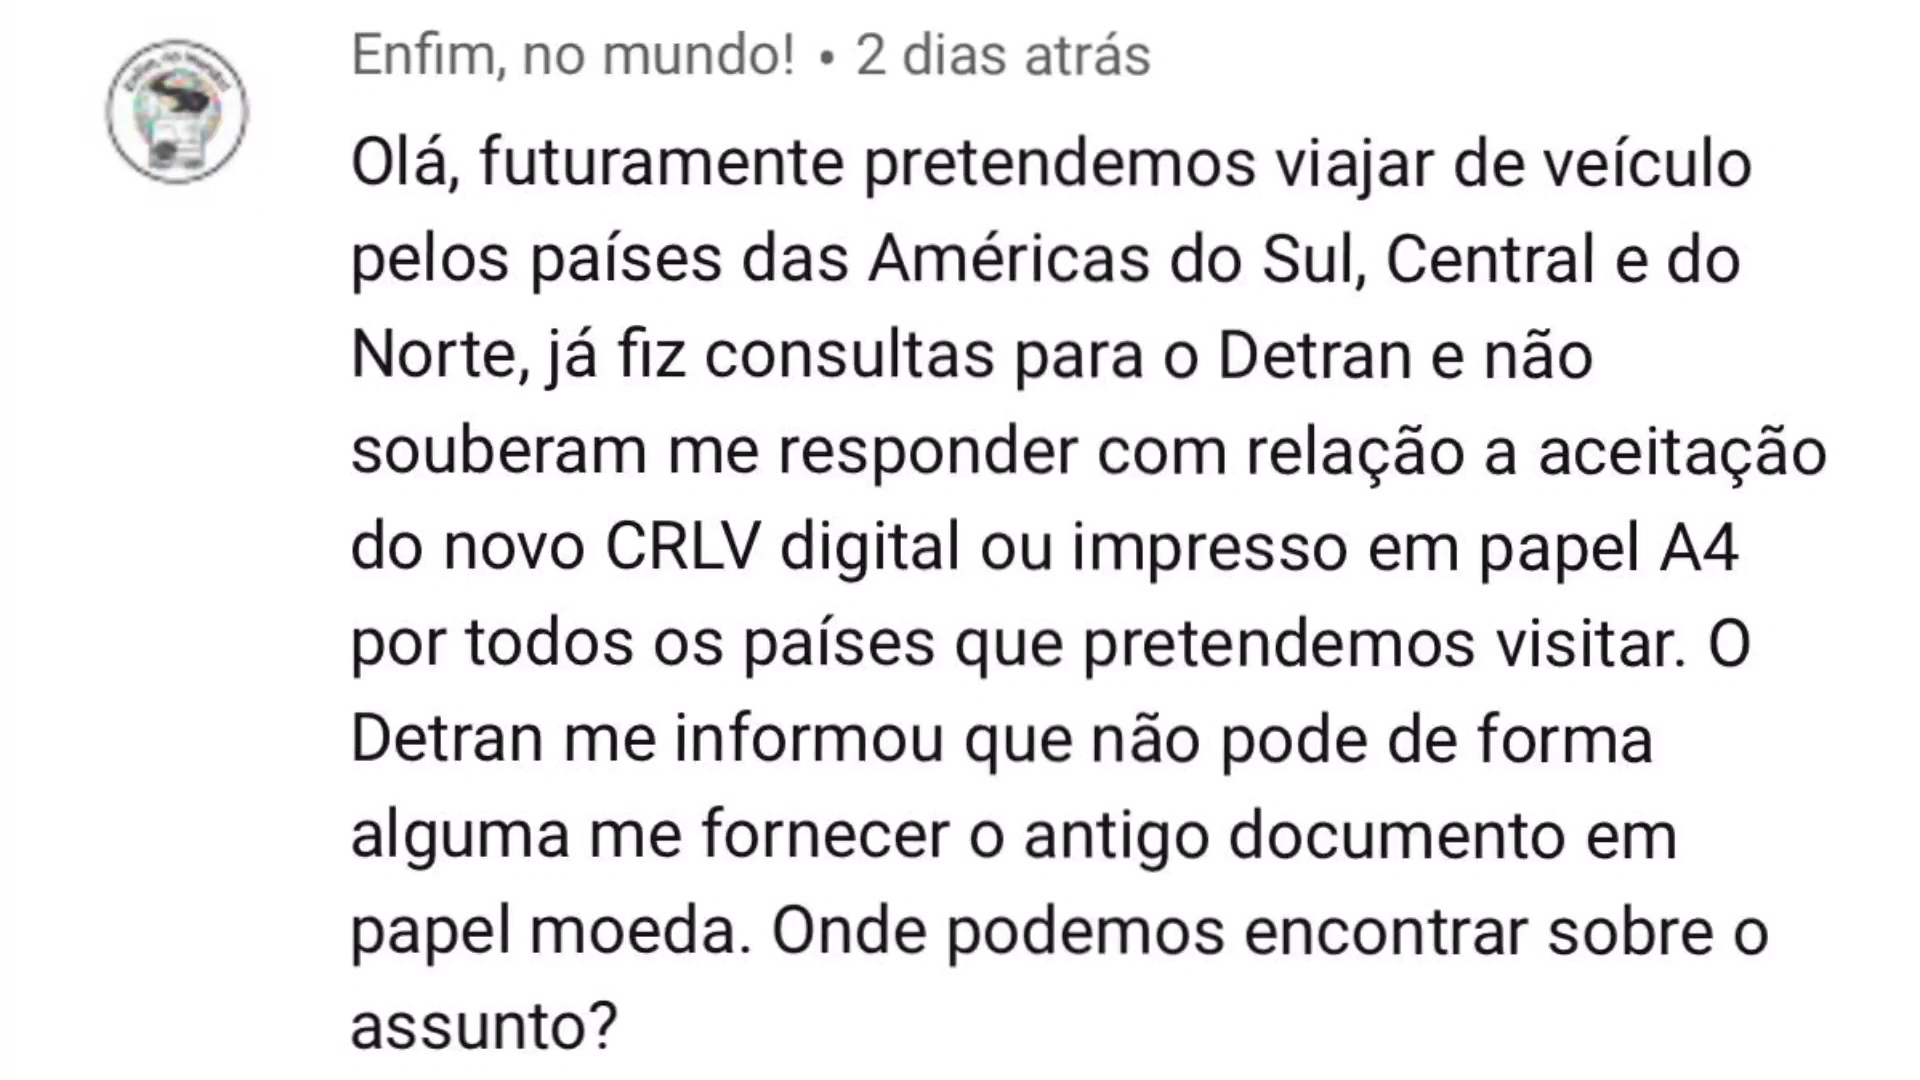 Enfim, no mundo! • 2 dias atrás
Olá, futuramente pretendemos viajar de veículo
pelos países das Américas do Sul, Central e do
Norte, já fiz consultas para o Detran e não
souberam me responder com relação a aceitação
do novo CRLV digital ou impresso em papel A4
por todos os países que pretendemos visitar. O
Detran me informou que não pode de forma
alguma me fornecer o antigo documento em
papel moeda. Onde podemos encontrar sobre o
assunto?